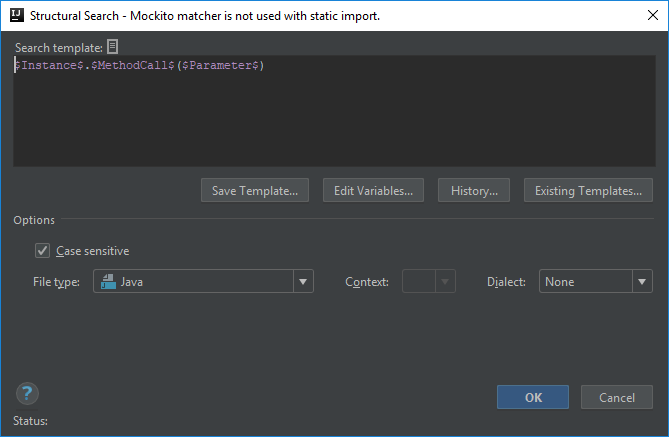 IJ Structural Search - Mockito matcher is not used with static import.
Search template:
$Instance$.$MethodCall$($Parameter$)
Save Template... Edit Variables... History... Existing Templates...
Options
Case sensitive
File type: Java Context: Dialect: None
? OK Cancel
Status: